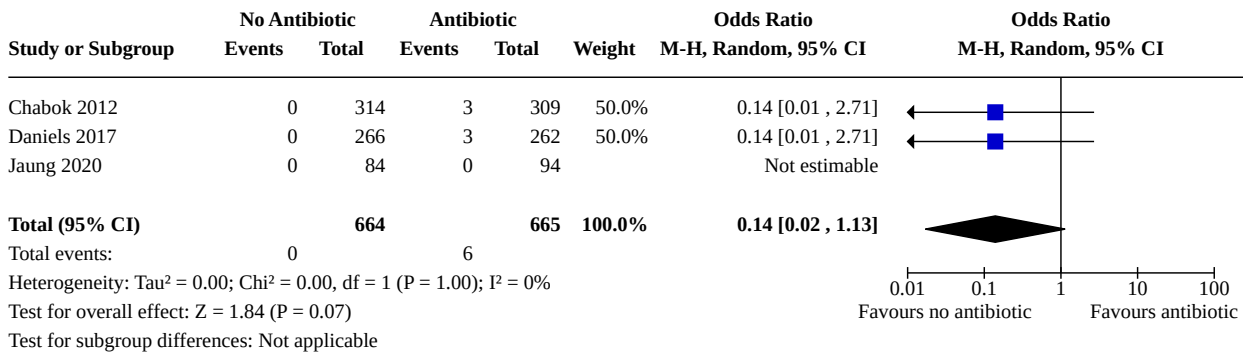 No Antibiotic Antibiotic Odds Ratio Odds Ratio
Study or Subgroup Events Total Events Total Weight M-H, Random, 95% CI M-H, Random, 95% CI
Chabok 2012 0 314 3 309 50.0% 0.14 [0.01 , 2.71]
Daniels 2017 0 266 3 262 50.0% 0.14 [0.01 , 2.71]
Jaung 2020 0 84 0 94 Not estimable
Total (95% CI) 664 665 100.0% 0.14 [0.02 , 1.13]
Total events: 0 6
Heterogeneity: Tau² = 0.00; Chi² = 0.00, df = 1 (P = 1.00); I² = 0%
0.01 0.1 1 10 100
Test for overall effect: Z = 1.84 (P = 0.07)
Favours no antibiotic Favours antibiotic
Test for subgroup differences: Not applicable